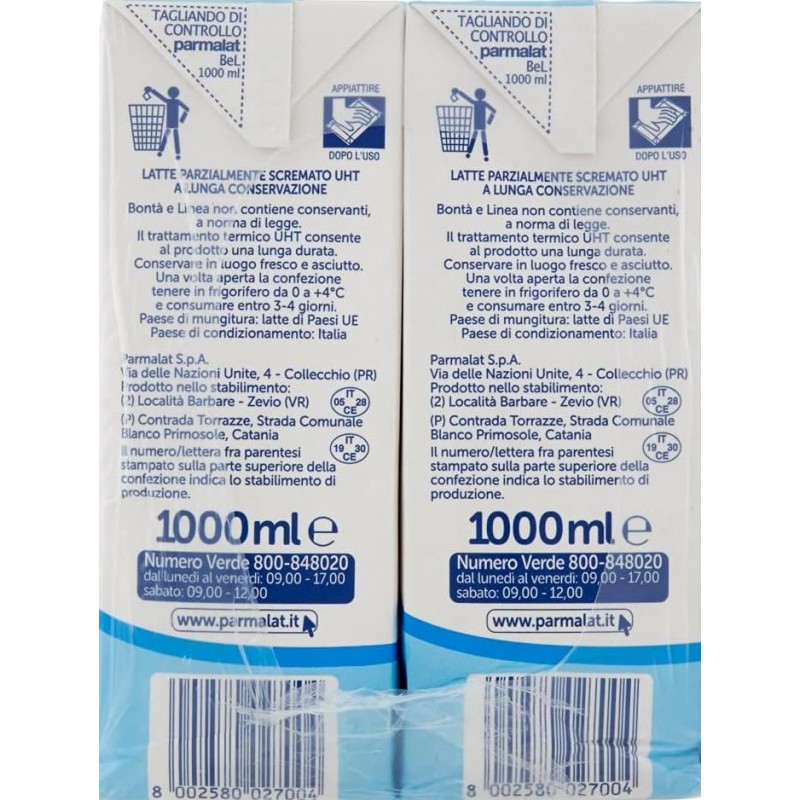 TAGLIANDO DI
CONTROLLO
parmalat
BeL
1000 ml
APPIATTIRE
DOPO L'USO
LATTE PARZIALMENTE SCREMATO UHT
A LUNGA CONSERVAZIONE
Bontà e Linea non contiene conservanti,
a norma di legge.
Il trattamento termico UHT consente
al prodotto una lunga durata.
Conservare in luogo fresco e asciutto.
Una volta aperta la confezione
tenere in frigorifero da 0 a +4°C
e consumare entro 3-4 giorni.
Paese di mungitura: latte di Paesi UE
Paese di condizionamento: Italia
Parmalat S.p.A.
Via delle Nazioni Unite, 4 - Collecchio (PR)
Prodotto nello stabilimento:
(2) Località Barbare - Zevio (VR)
IT
05 28
CE
(P) Contrada Torrazze, Strada Comunale
Blanco Primosole, Catania
IT
19 30
CE
Il numero/lettera fra parentesi
stampato sulla parte superiore della
confezione indica lo stabilimento di
produzione.
1000 ml e
Numero Verde 800-848020
dal lunedì al venerdì: 09,00 - 17,00
sabato: 09,00 - 12,00
www.parmalat.it
8 002580 027004
TAGLIANDO DI
CONTROLLO
parmalat
BeL
1000 ml
APPIATTIRE
DOPO L'USO
LATTE PARZIALMENTE SCREMATO UHT
A LUNGA CONSERVAZIONE
Bontà e Linea non contiene conservanti,
a norma di legge.
Il trattamento termico UHT consente
al prodotto una lunga durata.
Conservare in luogo fresco e asciutto.
Una volta aperta la confezione
tenere in frigorifero da 0 a +4°C
e consumare entro 3-4 giorni.
Paese di mungitura: latte di Paesi UE
Paese di condizionamento: Italia
Parmalat S.p.A.
Via delle Nazioni Unite, 4 - Collecchio (PR)
Prodotto nello stabilimento:
(2) Località Barbare - Zevio (VR)
IT
05 28
CE
(P) Contrada Torrazze, Strada Comunale
Blanco Primosole, Catania
IT
19 30
CE
Il numero/lettera fra parentesi
stampato sulla parte superiore della
confezione indica lo stabilimento di
produzione.
1000 ml e
Numero Verde 800-848020
dal lunedì al venerdì: 09,00 - 17,00
sabato: 09,00 - 12,00
www.parmalat.it
8 002580 027004